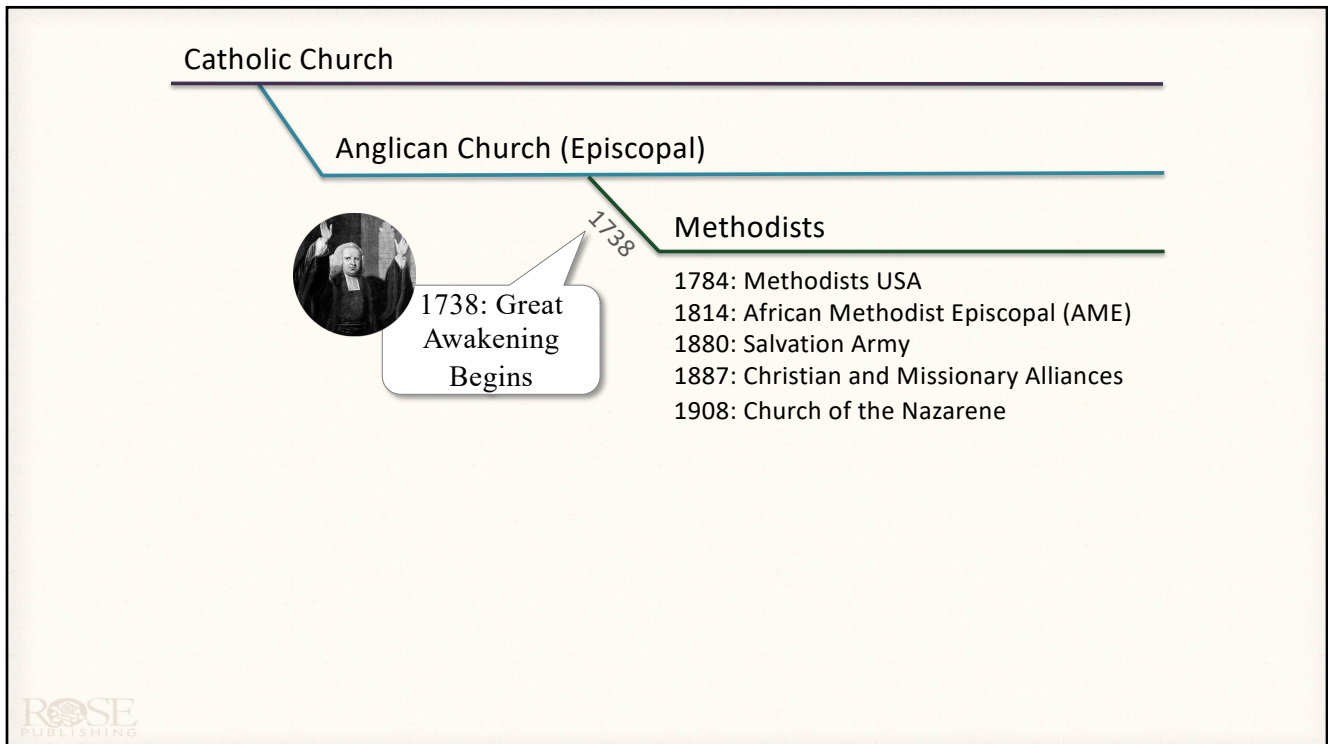 Catholic Church
Anglican Church (Episcopal)
1738
Methodists
1738: Great
Awakening
Begins
1784: Methodists USA
1814: African Methodist Episcopal (AME)
1880: Salvation Army
1887: Christian and Missionary Alliances
1908: Church of the Nazarene
ROSE
PUBLISHING